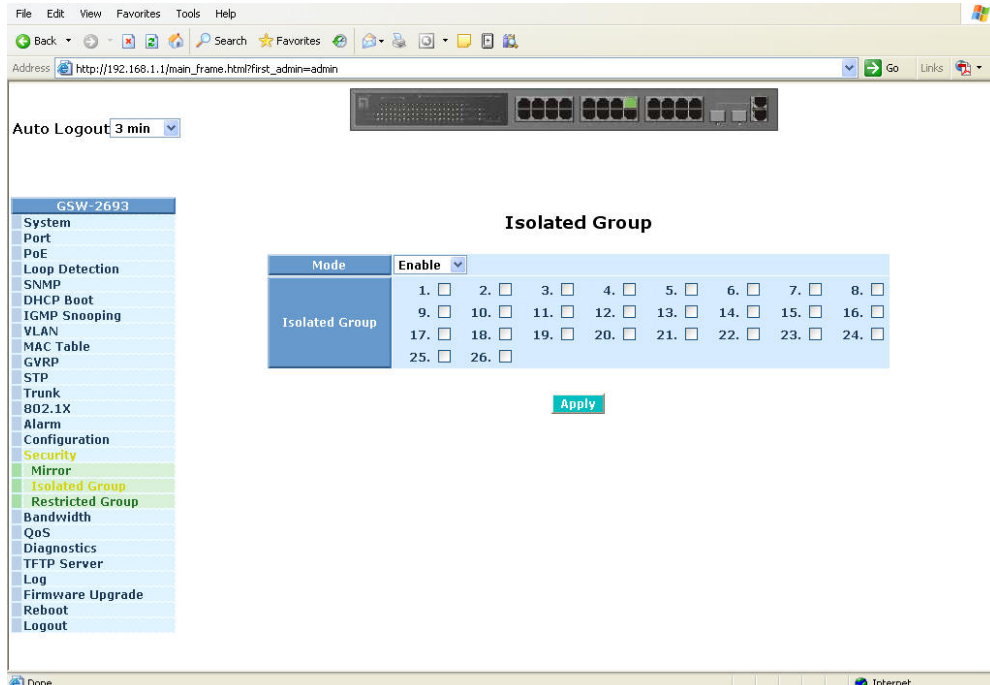 File Edit View Favorites Tools Help
Back Search Favorites
Address http://192.168.1.1/main_frame.html?first_admin=admin Go Links
Auto Logout 3 min
GSW-2693
System
Port
PoE
Loop Detection
SNMP
DHCP Boot
IGMP Snooping
VLAN
MAC Table
GVRP
STP
Trunk
802.1X
Alarm
Configuration
Security
Mirror
Isolated Group
Restricted Group
Bandwidth
QoS
Diagnostics
TFTP Server
Log
Firmware Upgrade
Reboot
Logout
Isolated Group
Mode Enable
Isolated Group
1. 2. 3. 4. 5. 6. 7. 8.
9. 10. 11. 12. 13. 14. 15. 16.
17. 18. 19. 20. 21. 22. 23. 24.
25. 26.
Apply
Done Internet